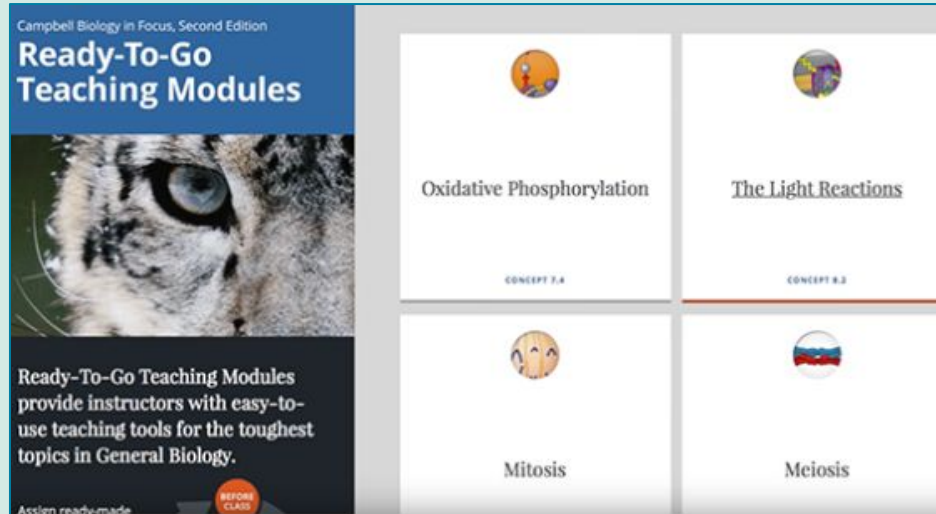 Campbell Biology in Focus, Second Edition
Ready-To-Go
Teaching Modules
Ready-To-Go Teaching Modules
provide instructors with easy-to-
use teaching tools for the toughest
topics in General Biology.
Assign ready-made
BEFORE
CLASS
Oxidative Phosphorylation
CONCEPT 7.4
The Light Reactions
CONCEPT 8.2
Mitosis
Meiosis